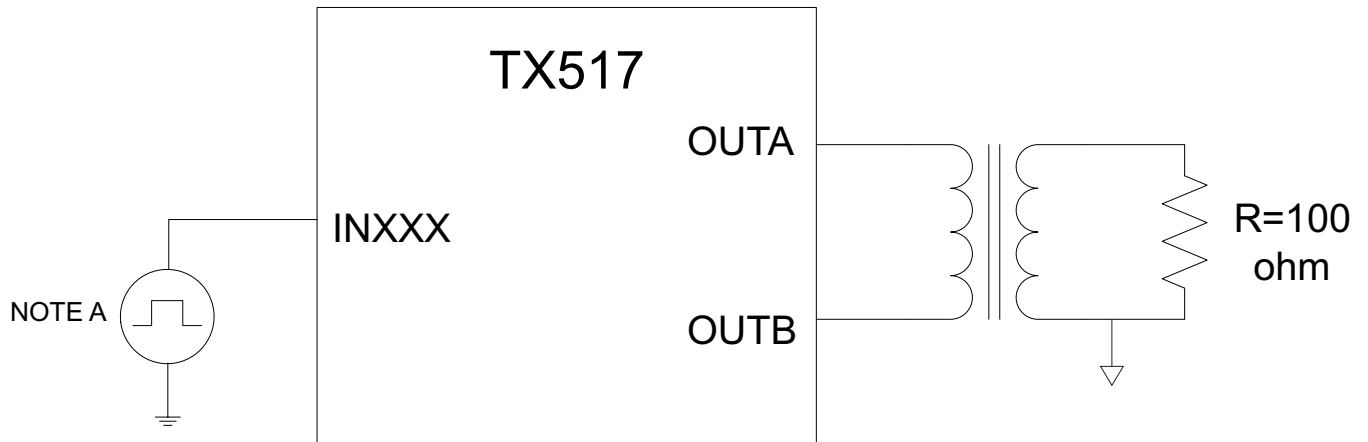 TX517
OUTA
INXXX
R=100
ohm
NOTE A
OUTB